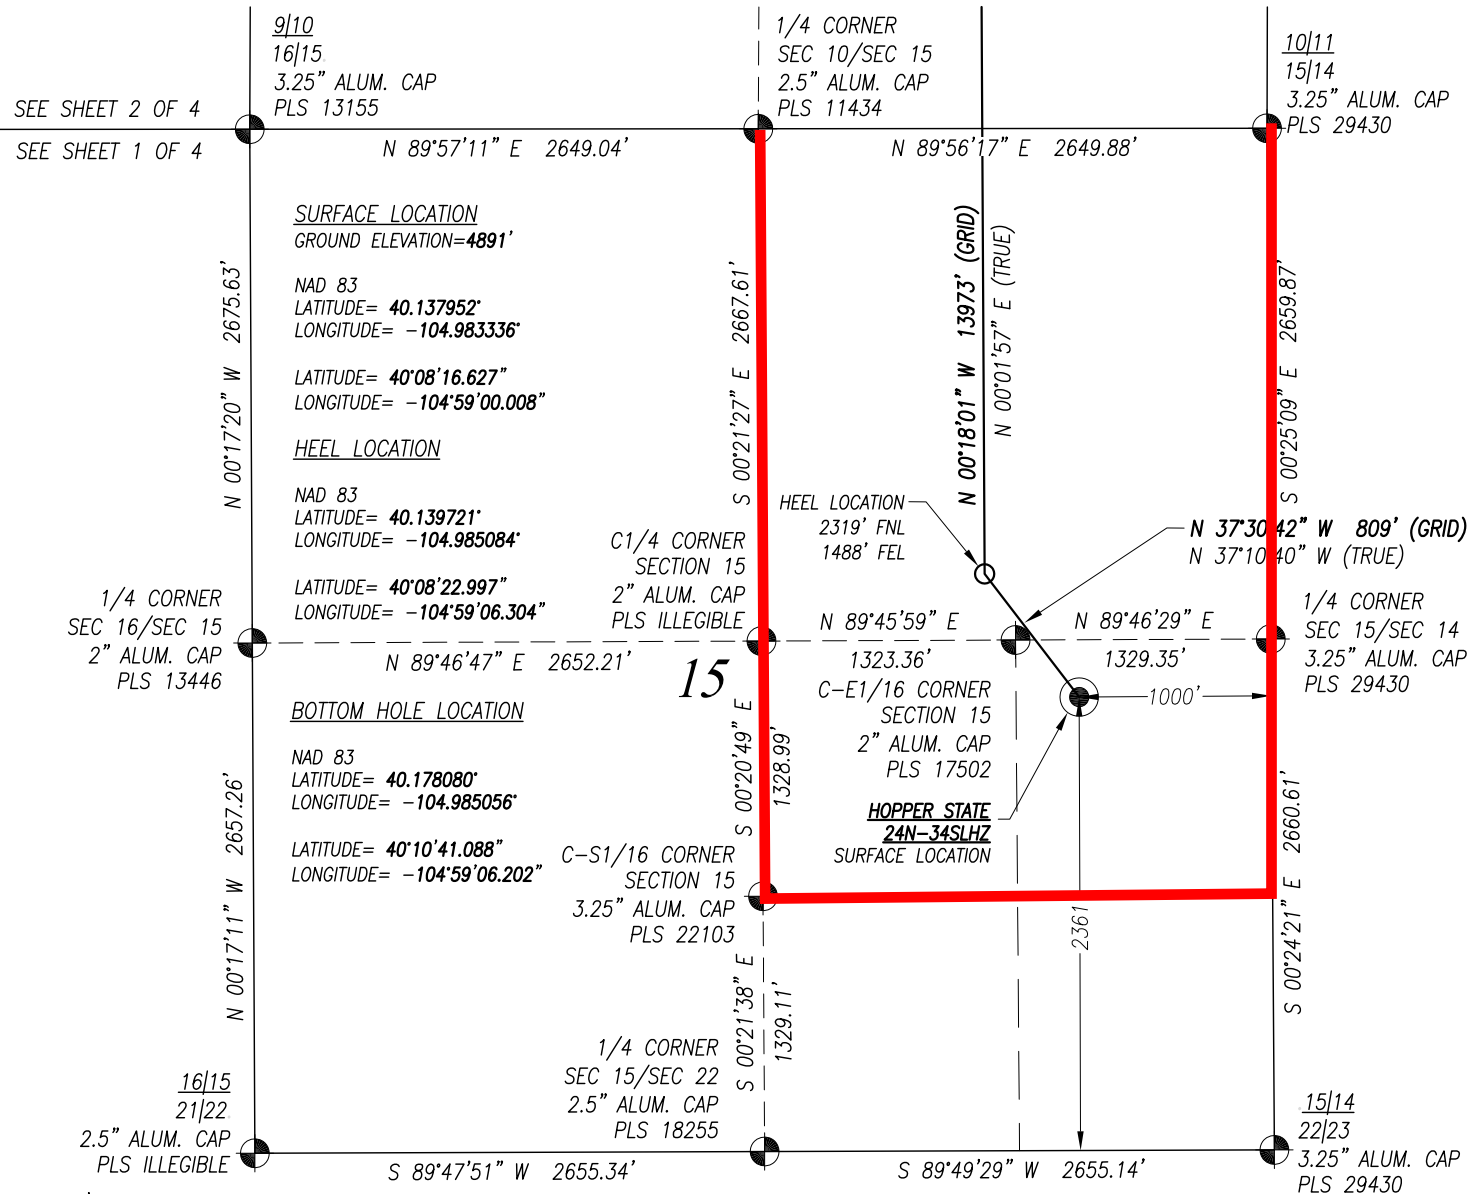 9|10
16|15
3.25" ALUM. CAP
PLS 13155
1/4 CORNER
SEC 10/SEC 15
2.5" ALUM. CAP
PLS 11434
10|11
15|14
3.25" ALUM. CAP
PLS 29430
SEE SHEET 2 OF 4
SEE SHEET 1 OF 4
N 89°57'11" E 2649.04'
N 89°56'17" E 2649.88'
SURFACE LOCATION
GROUND ELEVATION=4891'
NAD 83
LATITUDE= 40.137952°
LONGITUDE= -104.983336°
LATITUDE= 40°08'16.627"
LONGITUDE= -104°59'00.008"
HEEL LOCATION
NAD 83
LATITUDE= 40.139721°
LONGITUDE= -104.985084°
LATITUDE= 40°08'22.997"
LONGITUDE= -104°59'06.304"
BOTTOM HOLE LOCATION
NAD 83
LATITUDE= 40.178080°
LONGITUDE= -104.985056°
LATITUDE= 40°10'41.088"
LONGITUDE= -104°59'06.202"
N 00°17'20" W 2675.63'
S 00°21'27" E 2667.61'
N 00°18'01" W 13973' (GRID)
N 00°01'57" E (TRUE)
S 00°25'09" E 2659.87'
HEEL LOCATION
2319' FNL
1488' FEL
N 37°30'42" W 809' (GRID)
N 37°10'40" W (TRUE)
C1/4 CORNER
SECTION 15
2" ALUM. CAP
PLS ILLEGIBLE
1/4 CORNER
SEC 16/SEC 15
2" ALUM. CAP
PLS 13446
N 89°46'47" E 2652.21'
15
N 89°45'59" E
1323.36'
N 89°46'29" E
1329.35'
1/4 CORNER
SEC 15/SEC 14
3.25" ALUM. CAP
PLS 29430
C-E1/16 CORNER
SECTION 15
2" ALUM. CAP
PLS 17502
1000'
HOPPER STATE
24N-34SLHZ
SURFACE LOCATION
N 00°17'11" W 2657.26'
S 00°20'49" E
1328.99'
2361
S 00°24'21" E 2660.61'
C-S1/16 CORNER
SECTION 15
3.25" ALUM. CAP
PLS 22103
S 00°21'38" E
1329.11'
1/4 CORNER
SEC 15/SEC 22
2.5" ALUM. CAP
PLS 18255
16|15
21|22
2.5" ALUM. CAP
PLS ILLEGIBLE
15|14
22|23
3.25" ALUM. CAP
PLS 29430
S 89°47'51" W 2655.34'
S 89°49'29" W 2655.14'